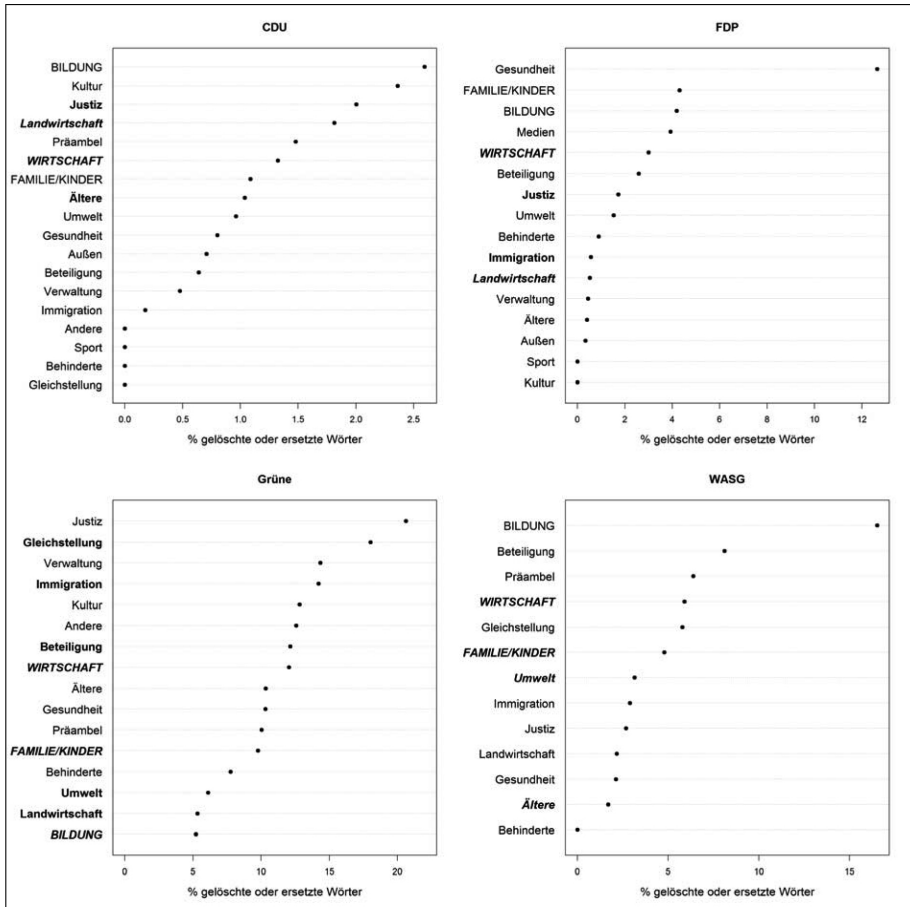 CDU
BILDUNG
Kultur
Justiz
Landwirtschaft
Präambel
WIRTSCHAFT
FAMILIE/KINDER
Ältere
Umwelt
Gesundheit
Außen
Beteiligung
Verwaltung
Immigration
Andere
Sport
Behinderte
Gleichstellung
0.0 0.5 1.0 1.5 2.0 2.5
% gelöschte oder ersetzte Wörter
FDP
Gesundheit
FAMILIE/KINDER
BILDUNG
Medien
WIRTSCHAFT
Beteiligung
Justiz
Umwelt
Behinderte
Immigration
Landwirtschaft
Verwaltung
Ältere
Außen
Sport
Kultur
0 2 4 6 8 10 12
% gelöschte oder ersetzte Wörter
Grüne
Justiz
Gleichstellung
Verwaltung
Immigration
Kultur
Andere
Beteiligung
WIRTSCHAFT
Ältere
Gesundheit
Präambel
FAMILIE/KINDER
Behinderte
Umwelt
Landwirtschaft
BILDUNG
0 5 10 15 20
% gelöschte oder ersetzte Wörter
WASG
BILDUNG
Beteiligung
Präambel
WIRTSCHAFT
Gleichstellung
FAMILIE/KINDER
Umwelt
Immigration
Justiz
Landwirtschaft
Gesundheit
Ältere
Behinderte
0 5 10 15
% gelöschte oder ersetzte Wörter